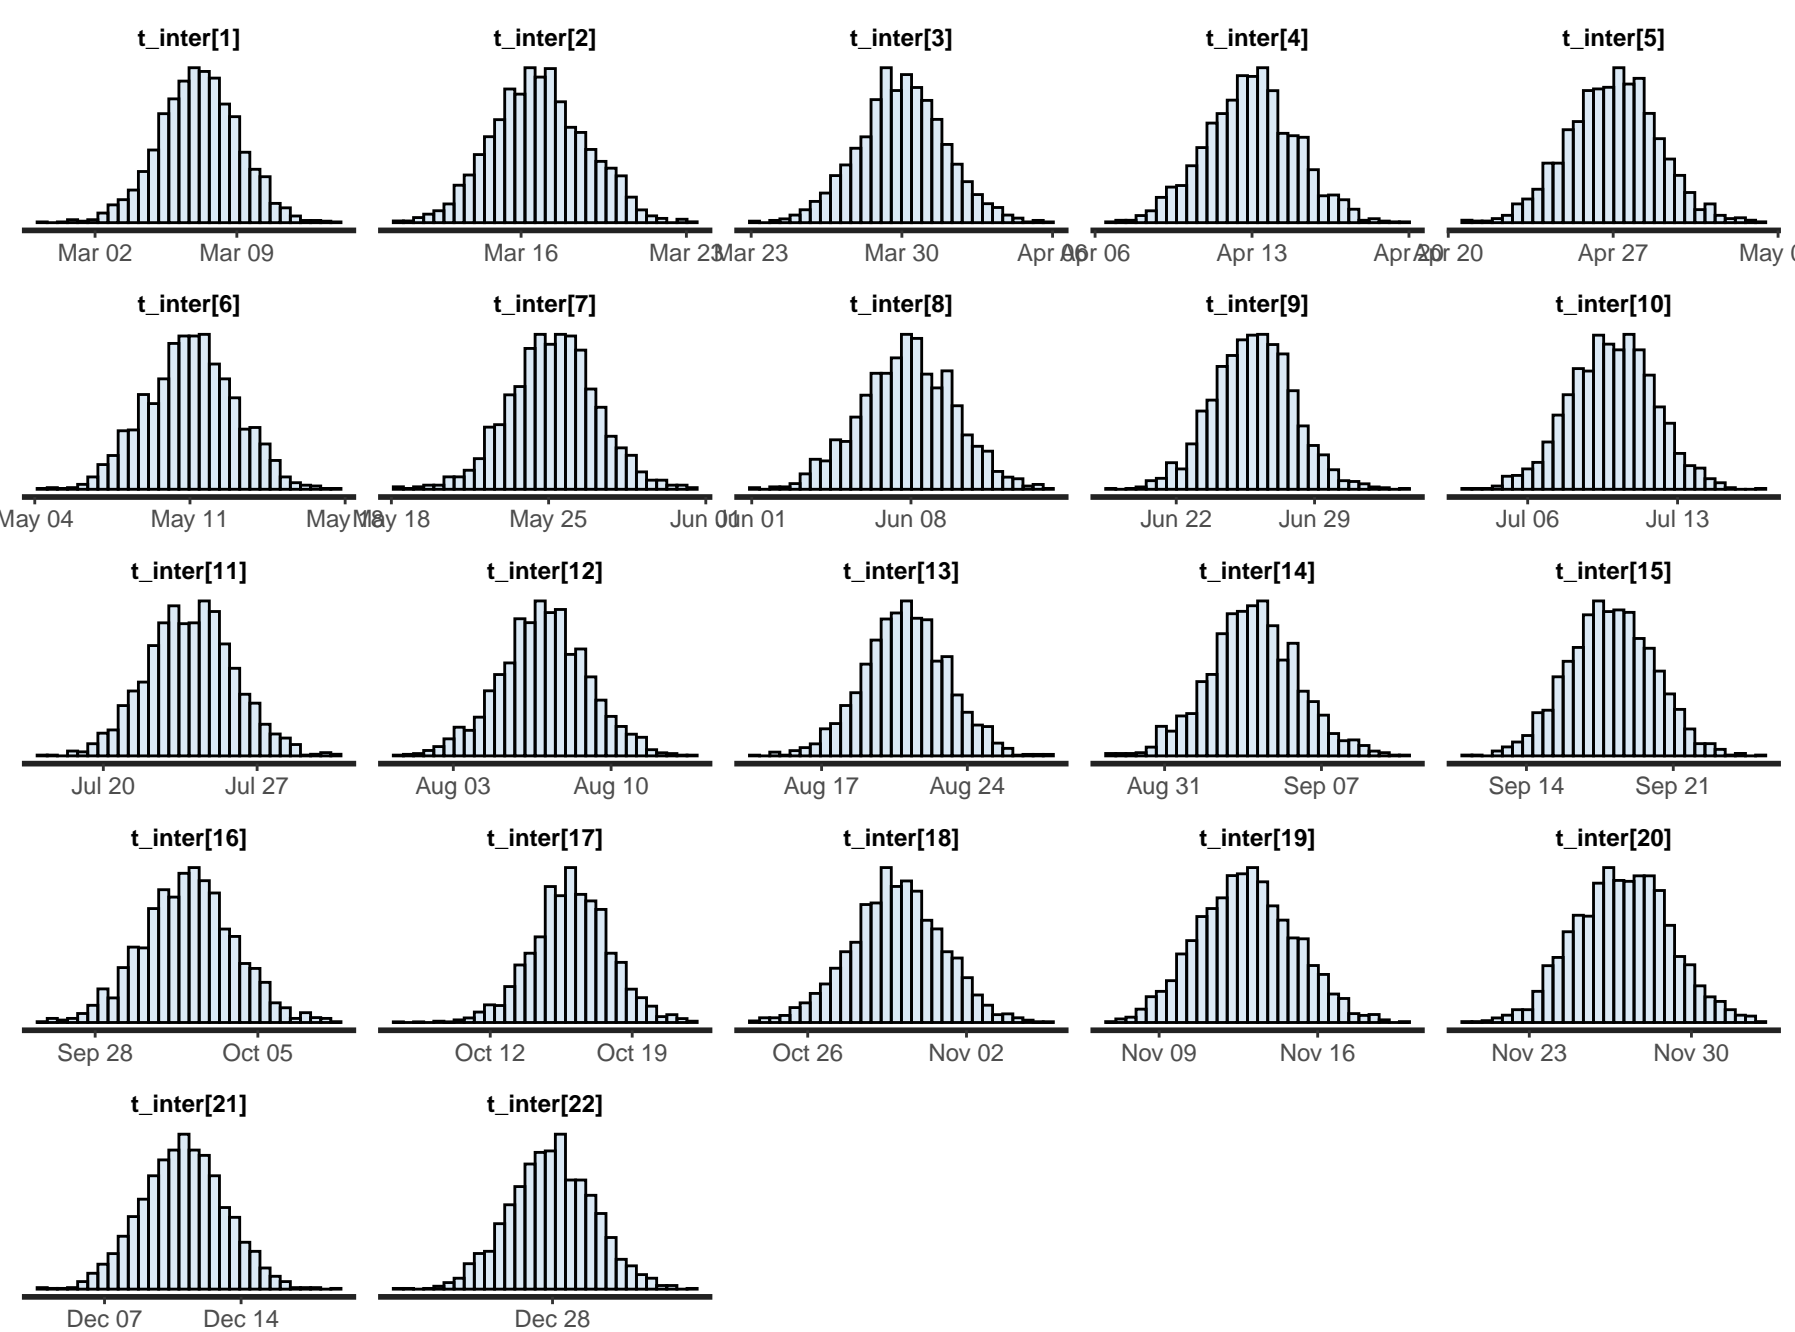 t_inter[1] t_inter[2] t_inter[3] t_inter[4] t_inter[5]
Mar 02 Mar 09 Mar 16 Mar 23 Mar 23 Mar 30 Apr 06 Apr 06 Apr 13 Apr 20 Apr 20 Apr 27 May
t_inter[6] t_inter[7] t_inter[8] t_inter[9] t_inter[10]
May 04 May 11 May 18 May 18 May 25 Jun 01 Jun 01 Jun 08 Jun 22 Jun 29 Jul 06 Jul 13
t_inter[11] t_inter[12] t_inter[13] t_inter[14] t_inter[15]
Jul 20 Jul 27 Aug 03 Aug 10 Aug 17 Aug 24 Aug 31 Sep 07 Sep 14 Sep 21
t_inter[16] t_inter[17] t_inter[18] t_inter[19] t_inter[20]
Sep 28 Oct 05 Oct 12 Oct 19 Oct 26 Nov 02 Nov 09 Nov 16 Nov 23 Nov 30
t_inter[21] t_inter[22]
Dec 07 Dec 14 Dec 28